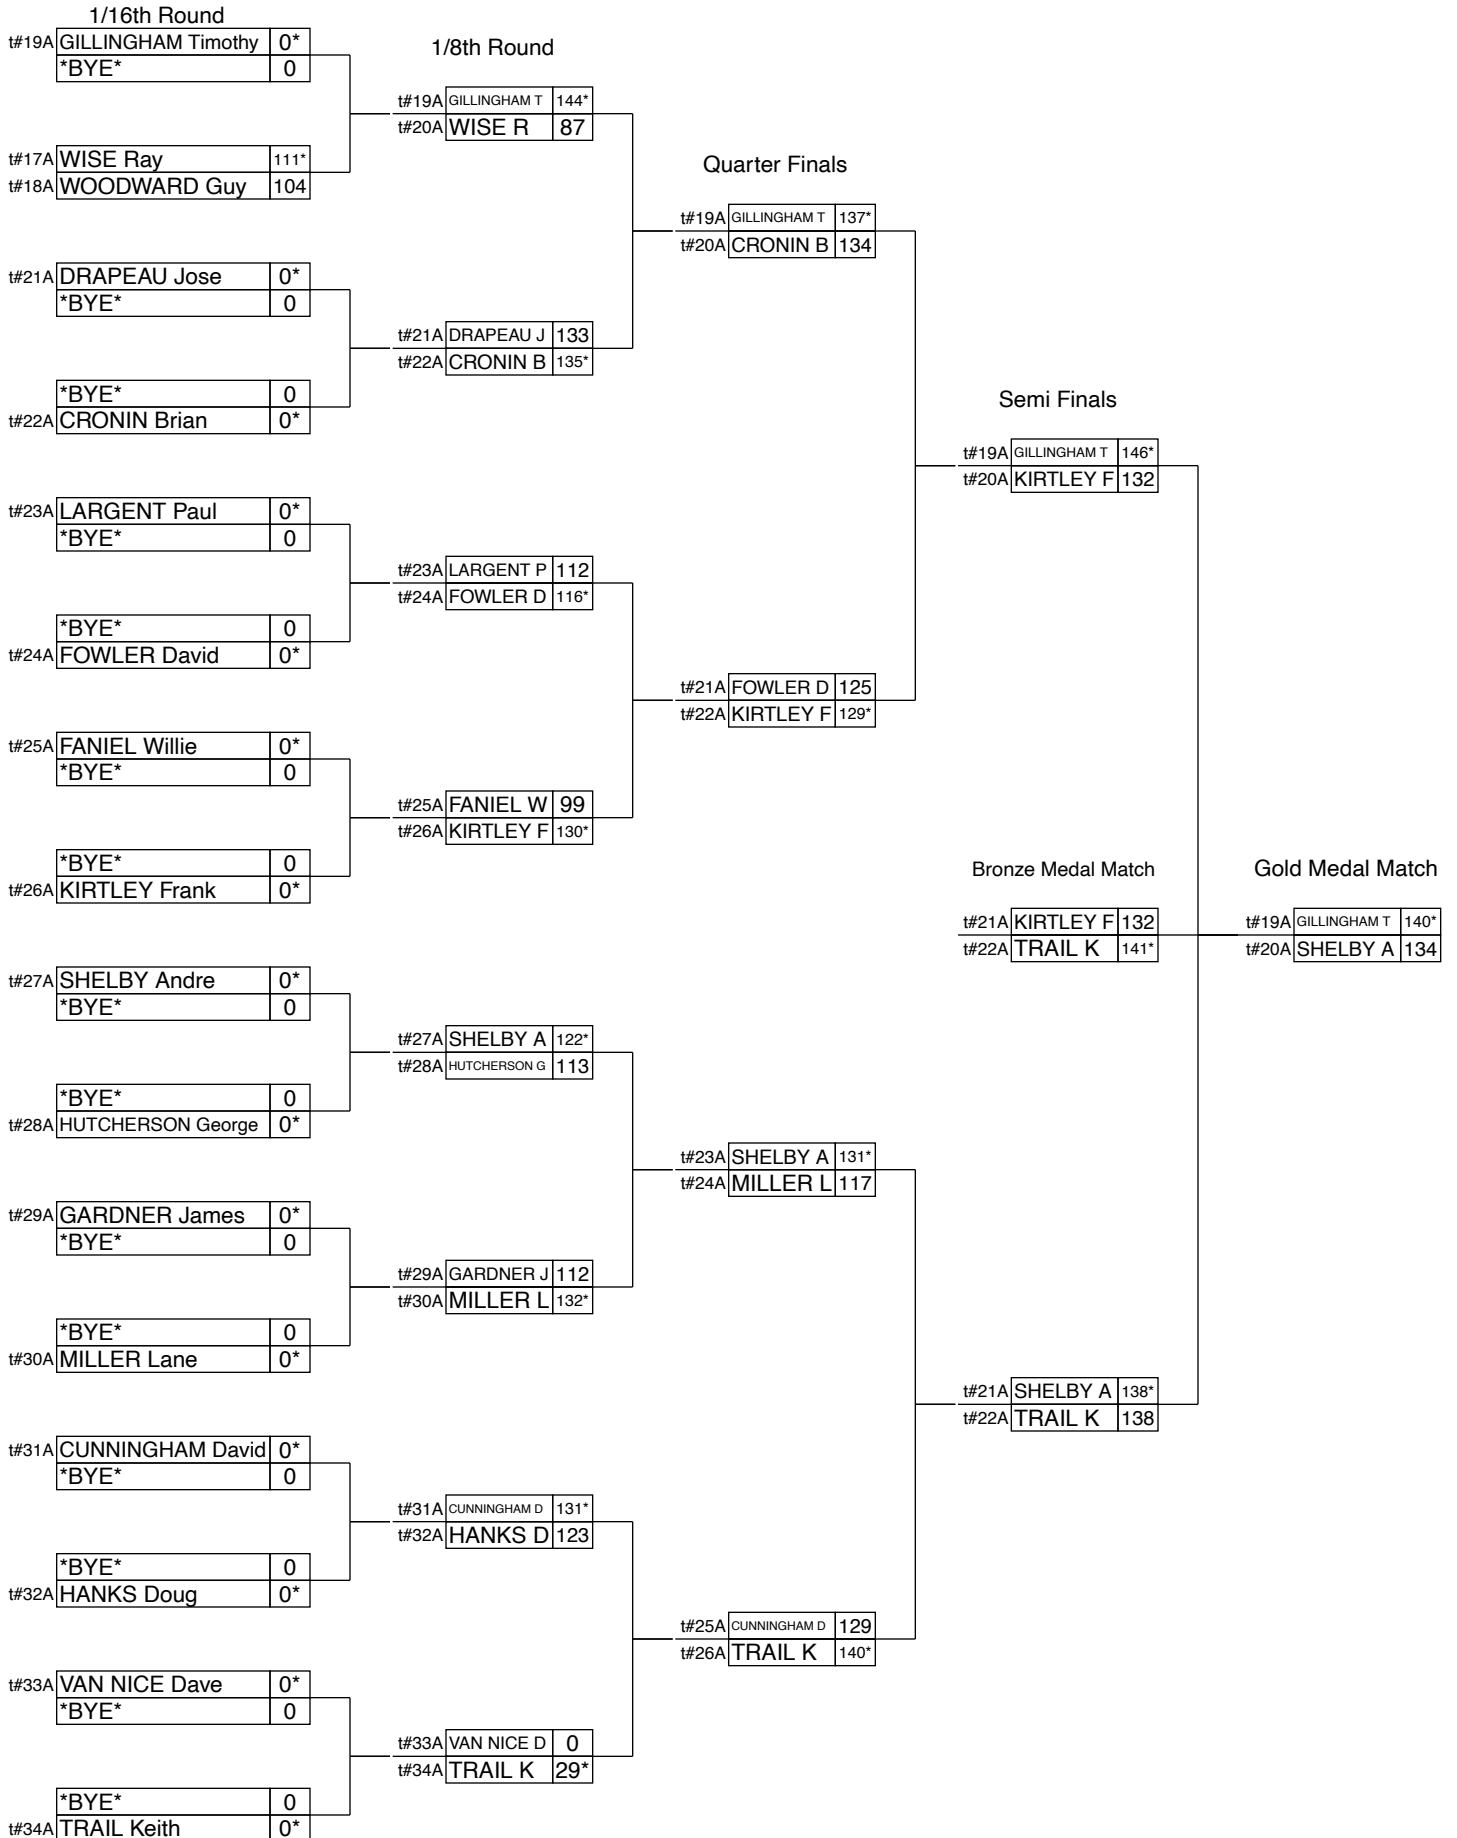 1/16th Round
t#19A GILLINGHAM Timothy 0*
*BYE* 0
t#17A WISE Ray 111*
t#18A WOODWARD Guy 104
t#21A DRAPEAU Jose 0*
*BYE* 0
*BYE* 0
t#22A CRONIN Brian 0*
t#23A LARGENT Paul 0*
*BYE* 0
*BYE* 0
t#24A FOWLER David 0*
t#25A FANIEL Willie 0*
*BYE* 0
*BYE* 0
t#26A KIRTLEY Frank 0*
t#27A SHELBY Andre 0*
*BYE* 0
*BYE* 0
t#28A HUTCHERSON George 0*
t#29A GARDNER James 0*
*BYE* 0
*BYE* 0
t#30A MILLER Lane 0*
t#31A CUNNINGHAM David 0*
*BYE* 0
*BYE* 0
t#32A HANKS Doug 0*
t#33A VAN NICE Dave 0*
*BYE* 0
*BYE* 0
t#34A TRAIL Keith 0*
1/8th Round
t#19A GILLINGHAM T 144*
t#20A WISE R 87
t#21A DRAPEAU J 133
t#22A CRONIN B 135*
t#23A LARGENT P 112
t#24A FOWLER D 116*
t#25A FANIEL W 99
t#26A KIRTLEY F 130*
t#27A SHELBY A 122*
t#28A HUTCHERSON G 113
t#29A GARDNER J 112
t#30A MILLER L 132*
t#31A CUNNINGHAM D 131*
t#32A HANKS D 123
t#33A VAN NICE D 0
t#34A TRAIL K 29*
Quarter Finals
t#19A GILLINGHAM T 137*
t#20A CRONIN B 134
t#21A FOWLER D 125
t#22A KIRTLEY F 129*
t#23A SHELBY A 131*
t#24A MILLER L 117
t#25A CUNNINGHAM D 129
t#26A TRAIL K 140*
Semi Finals
t#19A GILLINGHAM T 146*
t#20A KIRTLEY F 132
t#21A SHELBY A 138*
t#22A TRAIL K 138
Bronze Medal Match
t#21A KIRTLEY F 132
t#22A TRAIL K 141*
Gold Medal Match
t#19A GILLINGHAM T 140*
t#20A SHELBY A 134